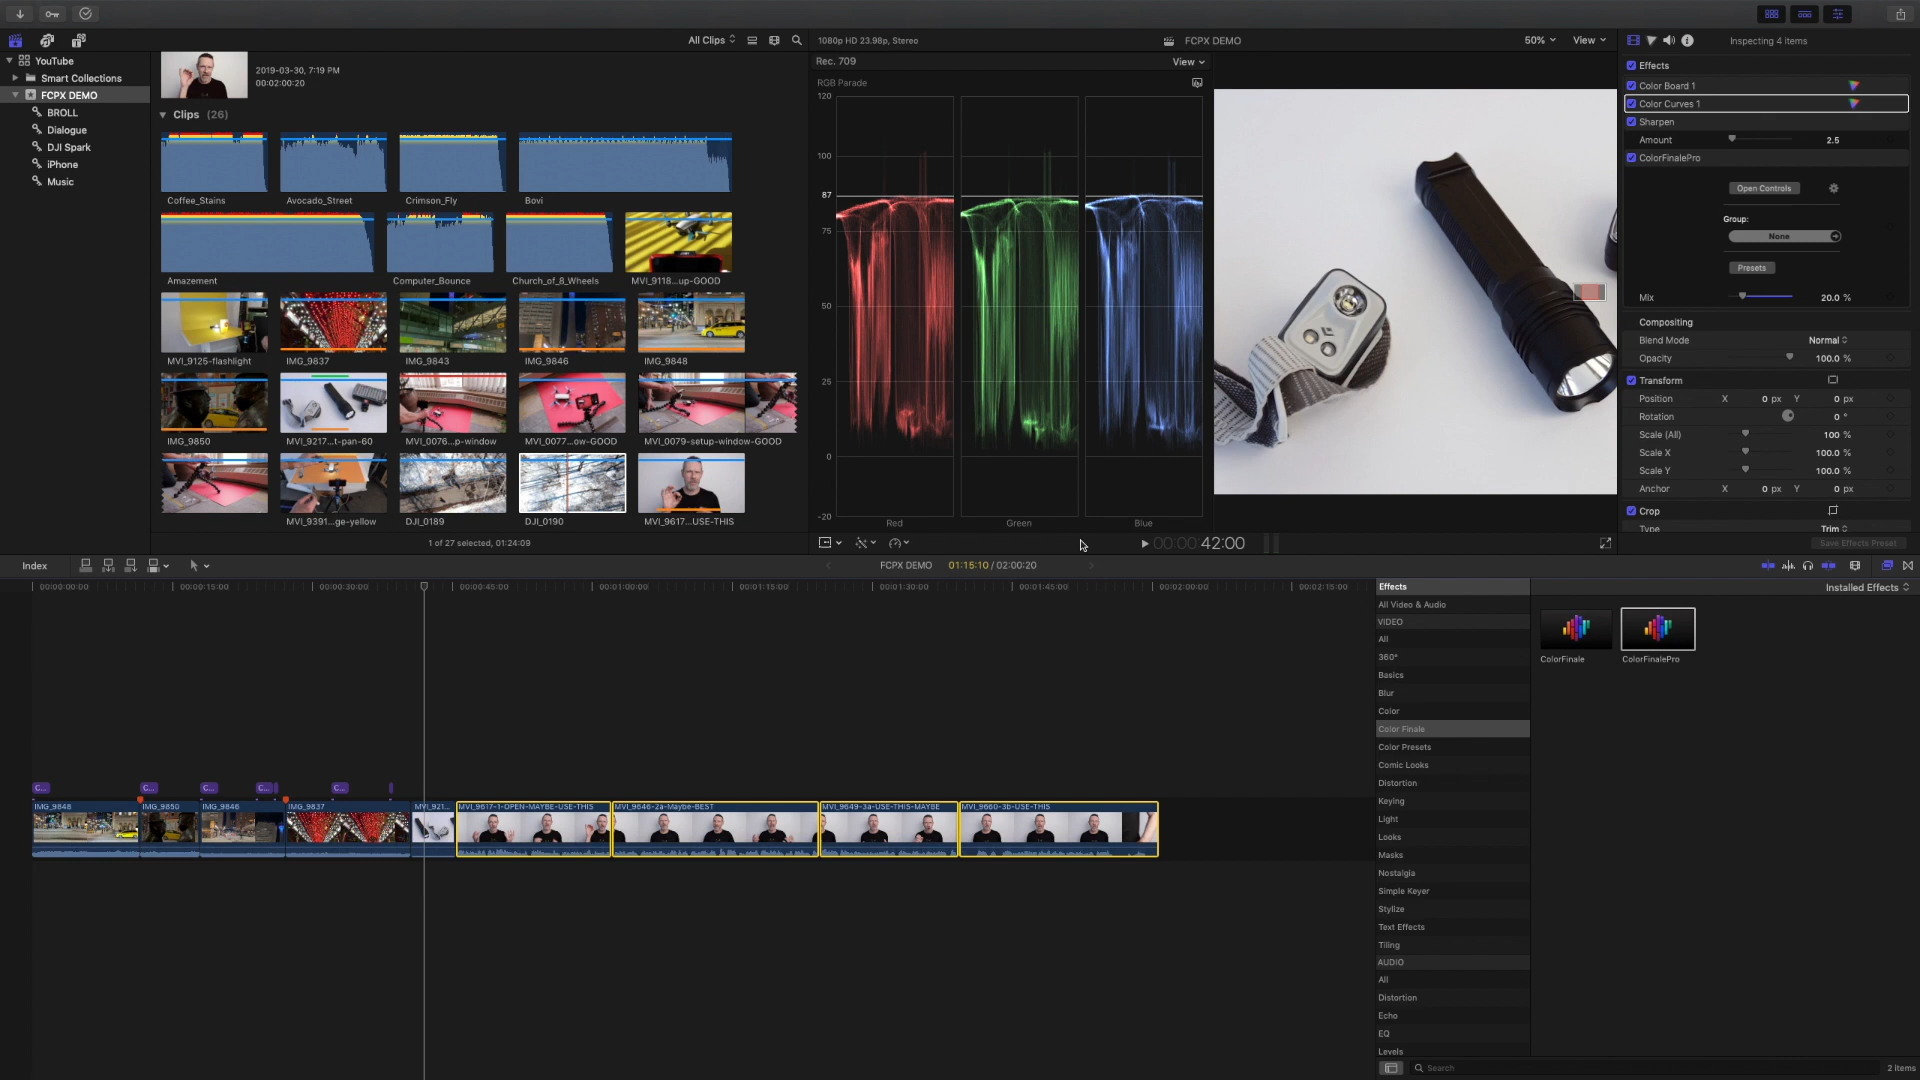 All Clips
1080p HD 23.98p, Stereo
FCPX DEMO
50%
View
Inspecting 4 items
YouTube
Smart Collections
FCPX DEMO
BROLL
Dialogue
DJI Spark
iPhone
Music
2019-03-30, 7:19 PM
00:02:00:20
Clips (26)
Coffee_Stains
Avocado_Street
Crimson_Fly
Bovi
Amazement
Computer_Bounce
Church_of_8_Wheels
MVI_9118...up-GOOD
MVI_9125-flashlight
IMG_9837
IMG_9843
IMG_9846
IMG_9848
IMG_9850
MVI_9217...t-pan-60
MVI_0076...p-window
MVI_0077...ow-GOOD
MVI_0079-setup-window-GOOD
MVI_9391...ge-yellow
DJI_0189
DJI_0190
MVI_9617...USE-THIS
1 of 27 selected, 01:24:09
Rec. 709
View
RGB Parade
120
100
87
75
50
25
0
-20
Red
Green
Blue
00:00:42:00
Effects
Color Board 1
Color Curves 1
Sharpen
Amount 2.5
ColorFinalePro
Open Controls
Group:
None
Presets
Mix 20.0 %
Compositing
Blend Mode Normal
Opacity 100.0 %
Transform
Position X 0 px Y 0 px
Rotation 0 °
Scale (All) 100 %
Scale X 100.0 %
Scale Y 100.0 %
Anchor X 0 px Y 0 px
Crop
Type Trim
Save Effects Preset
Index
FCPX DEMO 01:15:10 / 02:00:20
00:00:00:00
00:00:15:00
00:00:30:00
00:00:45:00
00:01:00:00
00:01:15:00
00:01:30:00
00:01:45:00
00:02:00:00
00:02:15:00
C...
C...
C...
C...
C...
IMG_9848
IMG_9850
IMG_9846
IMG_9837
MVI_921...
MVI_9617-1-OPEN-MAYBE-USE-THIS
MVI_9646-2a-Maybe-BEST
MVI_9649-3a-USE-THIS-MAYBE
MVI_9660-3b-USE-THIS
Effects
Installed Effects
All Video & Audio
VIDEO
All
360°
Basics
Blur
Color
Color Finale
Color Presets
Comic Looks
Distortion
Keying
Light
Looks
Masks
Nostalgia
Simple Keyer
Stylize
Text Effects
Tiling
AUDIO
All
Distortion
Echo
EQ
Levels
ColorFinale
ColorFinalePro
Search
2 items